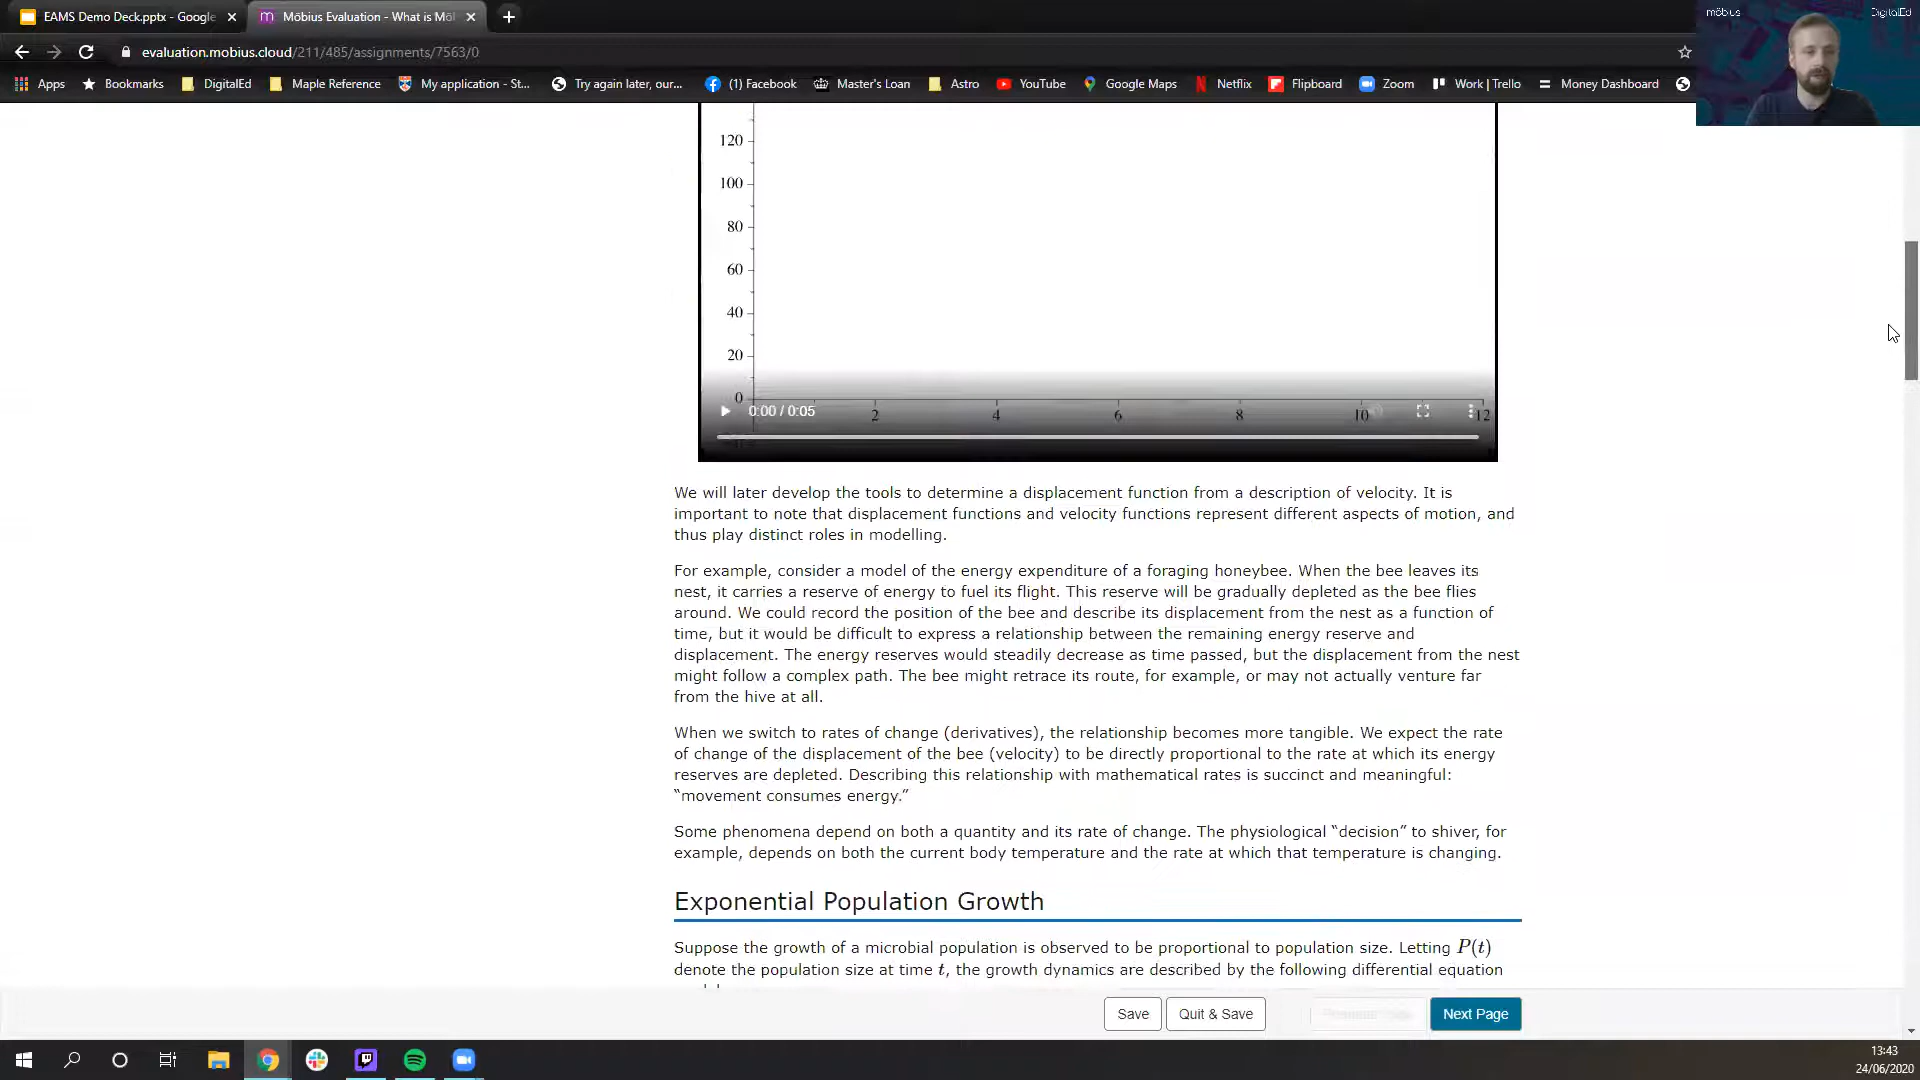 EAMS Demo Deck.pptx - Google
Möbius Evaluation - What is Möl
möbius
DigitalEd
evaluation.mobius.cloud/211/485/assignments/7563/0
Apps
Bookmarks
DigitalEd
Maple Reference
My application - St...
Try again later, our...
(1) Facebook
Master's Loan
Astro
YouTube
Google Maps
Netflix
Flipboard
Zoom
Work | Trello
Money Dashboard
120
100
80
60
40
20
0
0:00 / 0:05
2
4
6
8
10
12
We will later develop the tools to determine a displacement function from a description of velocity. It is
important to note that displacement functions and velocity functions represent different aspects of motion, and
thus play distinct roles in modelling.
For example, consider a model of the energy expenditure of a foraging honeybee. When the bee leaves its
nest, it carries a reserve of energy to fuel its flight. This reserve will be gradually depleted as the bee flies
around. We could record the position of the bee and describe its displacement from the nest as a function of
time, but it would be difficult to express a relationship between the remaining energy reserve and
displacement. The energy reserves would steadily decrease as time passed, but the displacement from the nest
might follow a complex path. The bee might retrace its route, for example, or may not actually venture far
from the hive at all.
When we switch to rates of change (derivatives), the relationship becomes more tangible. We expect the rate
of change of the displacement of the bee (velocity) to be directly proportional to the rate at which its energy
reserves are depleted. Describing this relationship with mathematical rates is succinct and meaningful:
“movement consumes energy.”
Some phenomena depend on both a quantity and its rate of change. The physiological “decision” to shiver, for
example, depends on both the current body temperature and the rate at which that temperature is changing.
Exponential Population Growth
Suppose the growth of a microbial population is observed to be proportional to population size. Letting P(t)
denote the population size at time t, the growth dynamics are described by the following differential equation
Save
Quit & Save
Next Page
13:43
24/06/2020